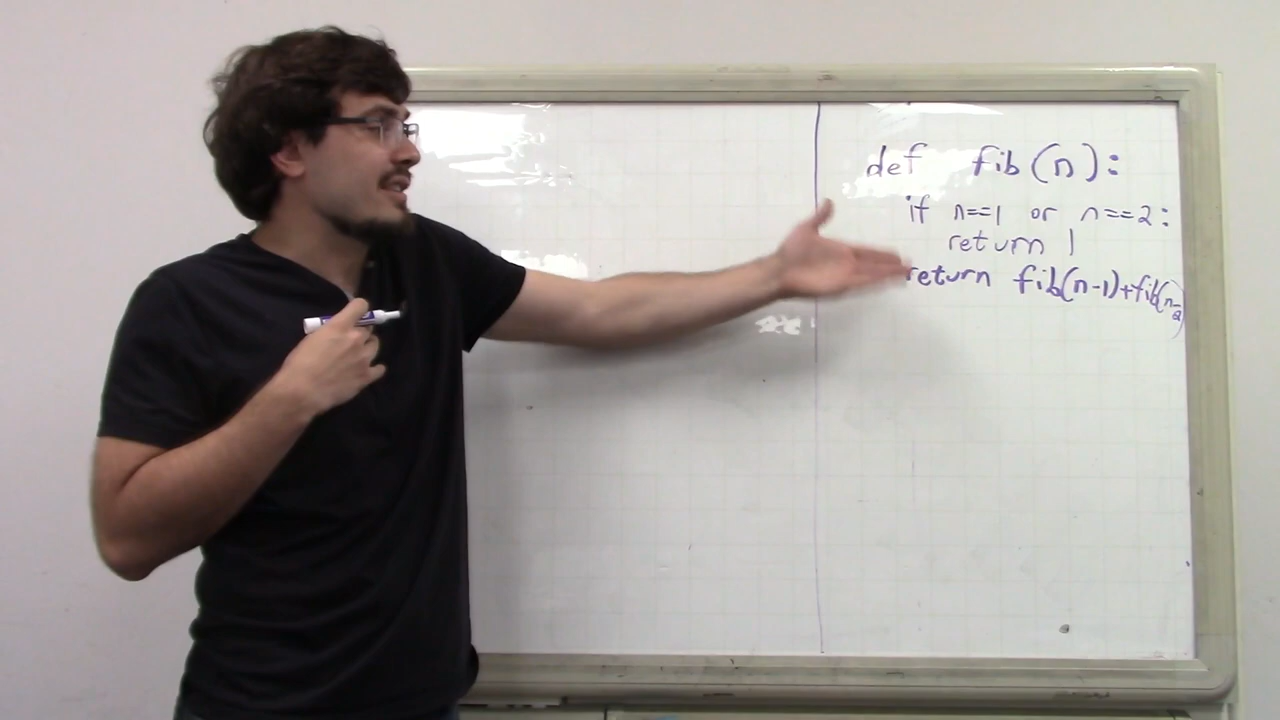 def fib(n):
if n==1 or n==2:
return 1
return fib(n-1)+fib(n-2)